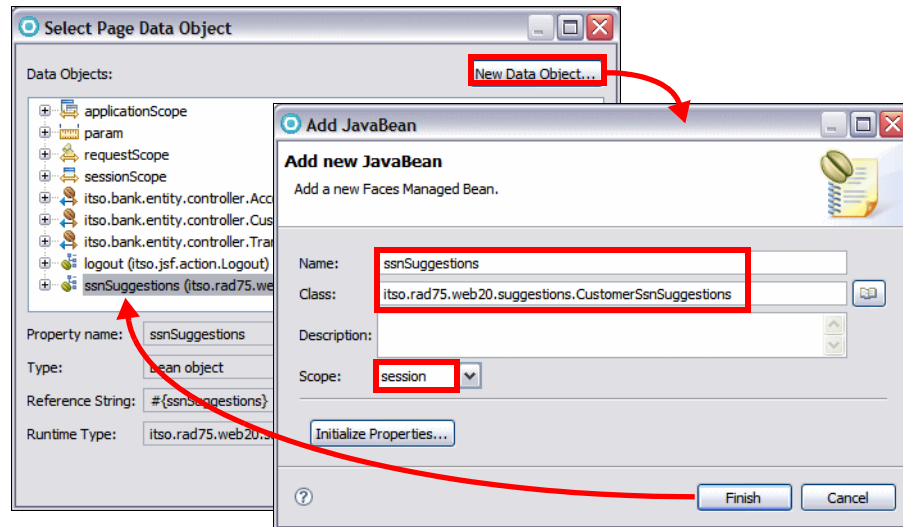 Select Page Data Object
Data Objects:
New Data Object...
applicationScope
param
requestScope
sessionScope
itso.bank.entity.controller.Acc
itso.bank.entity.controller.Cus
itso.bank.entity.controller.Tra
logout (itso.jsf.action.Logout)
ssnSuggestions (itso.rad75.we
Property name: ssnSuggestions
Type: bean object
Reference String: #{ssnSuggestions}
Runtime Type: itso.rad75.web20.s
Add JavaBean
Add new JavaBean
Add a new Faces Managed Bean.
Name: ssnSuggestions
Class: itso.rad75.web20.suggestions.CustomerSsnSuggestions
Description:
Scope: session
Initialize Properties...
?
Finish Cancel